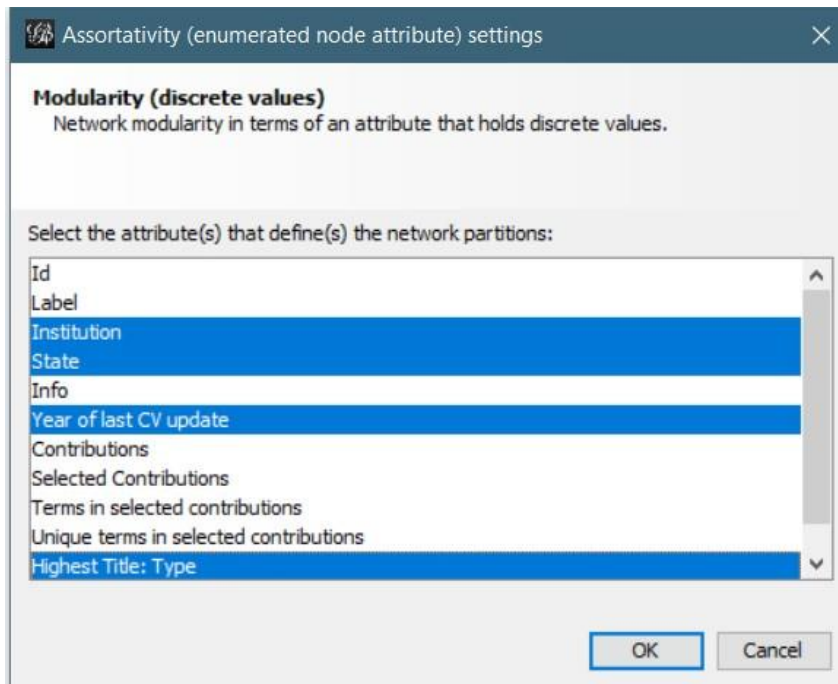 Assortativity (enumerated node attribute) settings
Modularity (discrete values)
Network modularity in terms of an attribute that holds discrete values.
Select the attribute(s) that define(s) the network partitions:
Id
Label
Institution
State
Info
Year of last CV update
Contributions
Selected Contributions
Terms in selected contributions
Unique terms in selected contributions
Highest Title: Type
OK Cancel